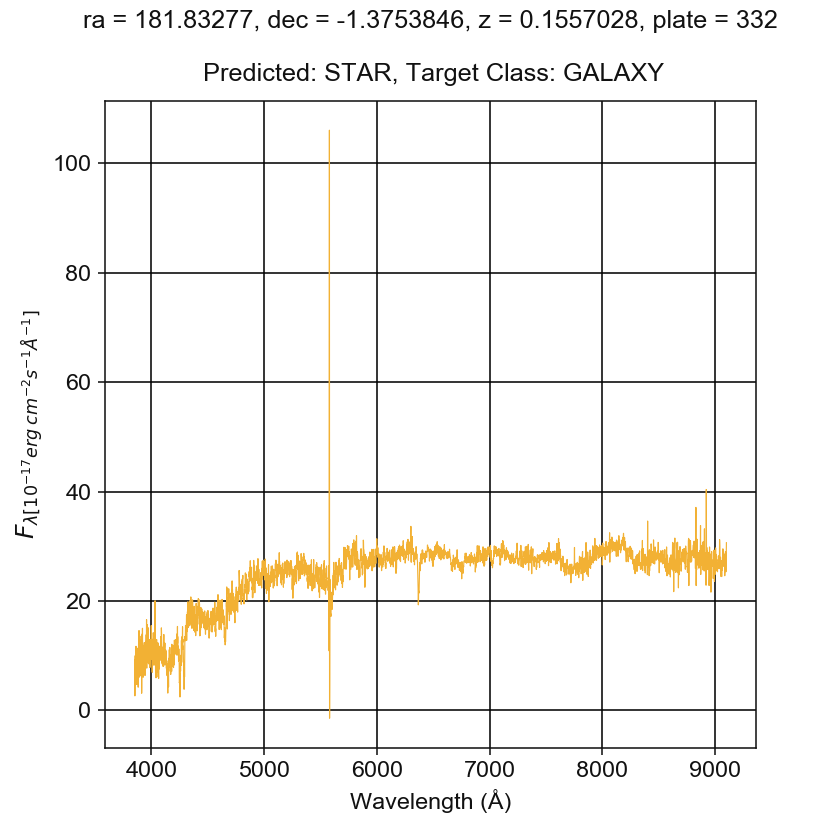 ra = 181.83277, dec = -1.3753846, z = 0.1557028, plate = 332
Predicted: STAR, Target Class: GALAXY
100
80
60
40
20
0
F_{λ[10^{-17} erg cm^{-2}s^{-1}Å^{-1}]}
4000 5000 6000 7000 8000 9000
Wavelength (Å)